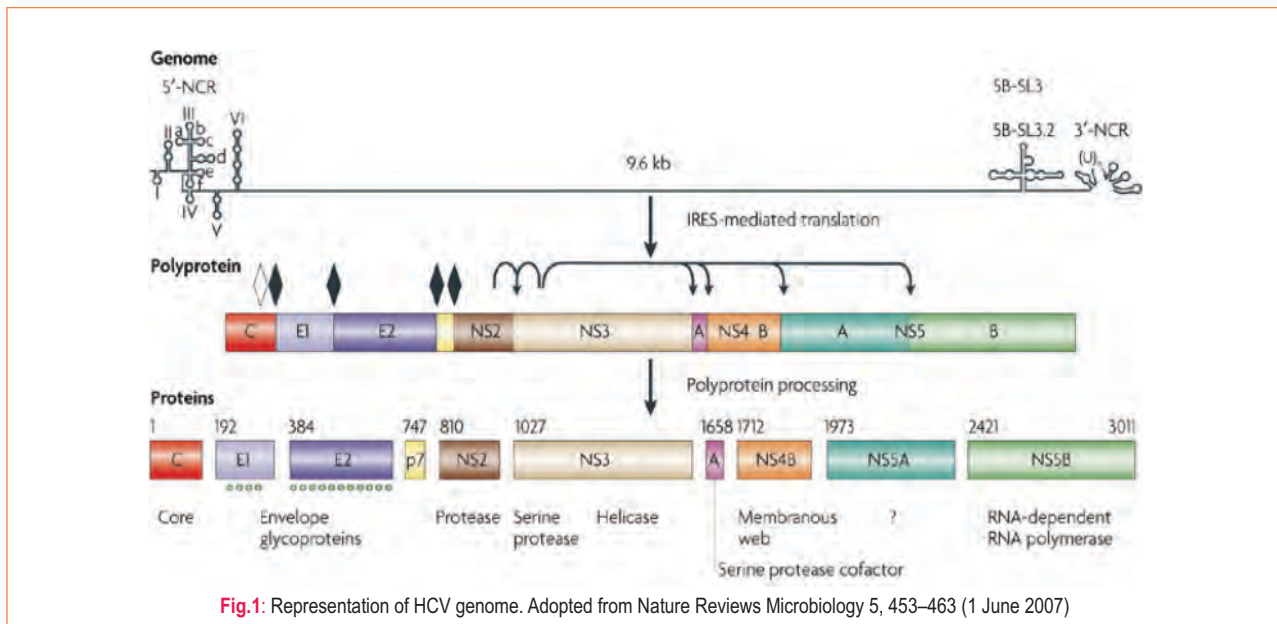 Genome
5'-NCR
5B-SL3
III
VI
II a b
c
5B-SL3.2 3'-NCR
d
9.6 kb
(U)
e
I
f
IV
IRES-mediated translation
V
Polyprotein
C E1 E2 NS2 NS3 A NS4 B A NS5 B
Polyprotein processing
Proteins
1 192 384 747 810 1027 1658 1712 1973 2421 3011
C E1 E2 p7 NS2 NS3 A NS4B NS5A NS5B
Core Envelope Protease Serine Helicase Membranous ? RNA-dependent
glycoproteins protease web RNA polymerase
Serine protease cofactor
Fig.1: Representation of HCV genome. Adopted from Nature Reviews Microbiology 5, 453–463 (1 June 2007)